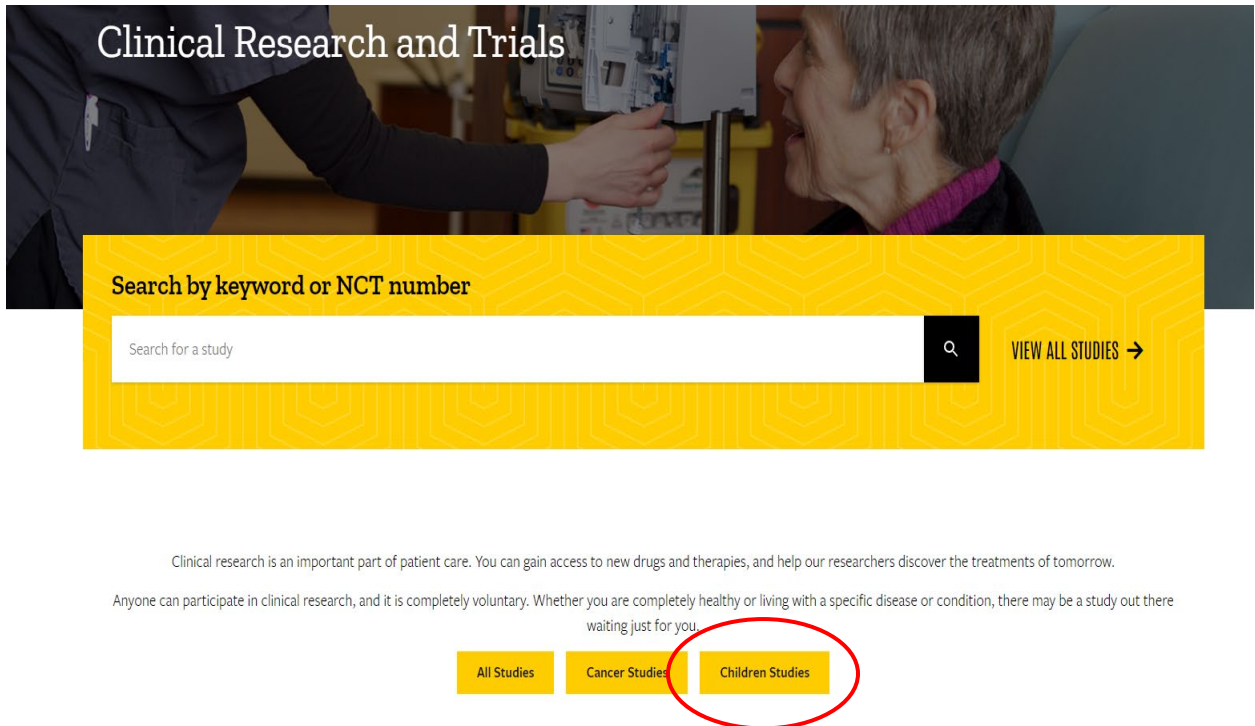 Clinical Research and Trials
Search by keyword or NCT number
Search for a study
VIEW ALL STUDIES →
Clinical research is an important part of patient care. You can gain access to new drugs and therapies, and help our researchers discover the treatments of tomorrow.
Anyone can participate in clinical research, and it is completely voluntary. Whether you are completely healthy or living with a specific disease or condition, there may be a study out there
waiting just for you.
All Studies
Cancer Studies
Children Studies